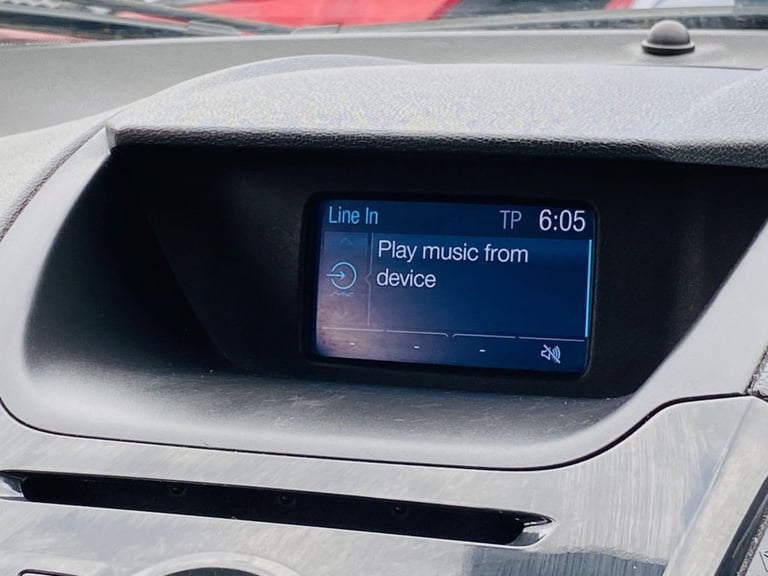 Line In TP 6:05
Play music from
device